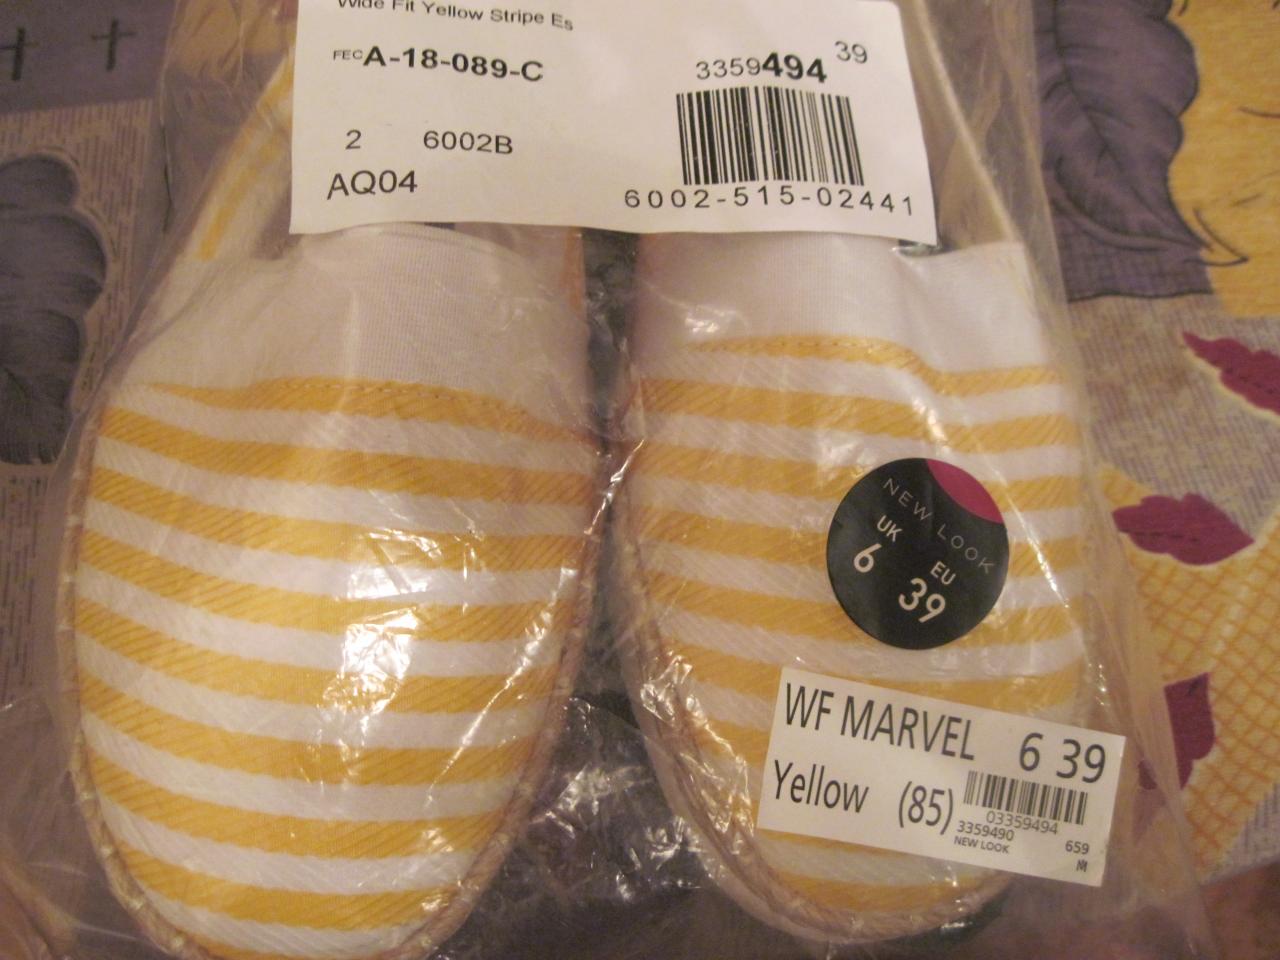 Wide Fit Yellow Stripe Es
FEC A-18-089-C
3359494 39
2 6002B
AQ04
6002-515-02441
NEW LOOK
UK EU
6 39
WF MARVEL 6 39
Yellow (85)
03359494
3359490 659
NEW LOOK M